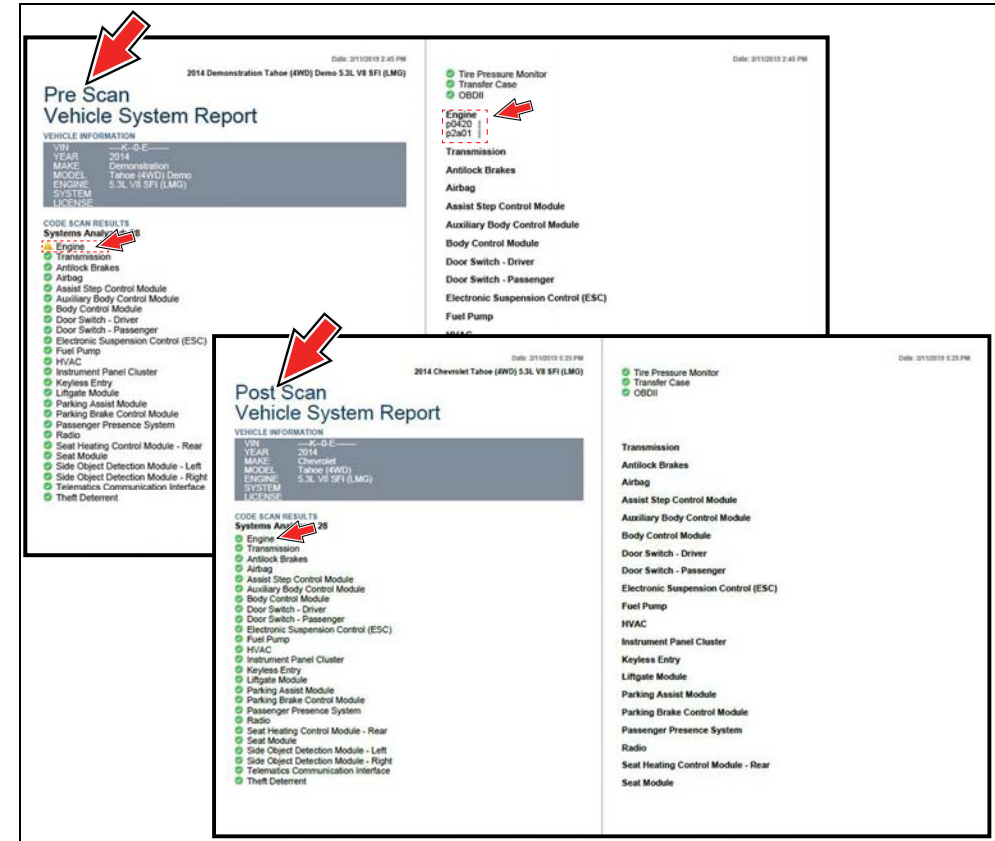 Date: 2/11/2019 2:45 PM
2014 Demonstration Tahoe (4WD) Demo 5.3L V8 SFI (LMG)
Pre Scan
Vehicle System Report
VEHICLE INFORMATION
VIN ----K--0-E-------
YEAR 2014
MAKE Demonstration
MODEL Tahoe (4WD) Demo
ENGINE 5.3L V8 SFI (LMG)
SYSTEM
LICENSE
CODE SCAN RESULTS
Systems
Engine
Transmission
Antilock Brakes
Airbag
Assist Step Control Module
Auxiliary Body Control Module
Body Control Module
Door Switch - Driver
Door Switch - Passenger
Electronic Suspension Control (ESC)
Fuel Pump
HVAC
Instrument Panel Cluster
Keyless Entry
Liftgate Module
Parking Assist Module
Parking Brake Control Module
Passenger Presence System
Radio
Seat Heating Control Module - Rear
Seat Module
Side Object Detection Module - Left
Side Object Detection Module - Right
Telematics Communication Interface
Theft Deterrent
Date: 2/11/2019 2:45 PM
Tire Pressure Monitor
Transfer Case
OBDII
Engine
p0420
p2a01
Transmission
Antilock Brakes
Airbag
Assist Step Control Module
Auxiliary Body Control Module
Body Control Module
Door Switch - Driver
Door Switch - Passenger
Electronic Suspension Control (ESC)
Fuel Pump
HVAC
Date: 2/11/2019 5:25 PM
2014 Chevrolet Tahoe (4WD) 5.3L V8 SFI (LMG)
Post Scan
Vehicle System Report
VEHICLE INFORMATION
VIN ----K--0-E-------
YEAR 2014
MAKE Chevrolet
MODEL Tahoe (4WD)
ENGINE 5.3L V8 SFI (LMG)
SYSTEM
LICENSE
CODE SCAN RESULTS
Systems 28
Engine
Transmission
Antilock Brakes
Airbag
Assist Step Control Module
Auxiliary Body Control Module
Body Control Module
Door Switch - Driver
Door Switch - Passenger
Electronic Suspension Control (ESC)
Fuel Pump
HVAC
Instrument Panel Cluster
Keyless Entry
Liftgate Module
Parking Assist Module
Parking Brake Control Module
Passenger Presence System
Radio
Seat Heating Control Module - Rear
Seat Module
Side Object Detection Module - Left
Side Object Detection Module - Right
Telematics Communication Interface
Theft Deterrent
Date: 2/11/2019 5:25 PM
Tire Pressure Monitor
Transfer Case
OBDII
Transmission
Antilock Brakes
Airbag
Assist Step Control Module
Auxiliary Body Control Module
Body Control Module
Door Switch - Driver
Door Switch - Passenger
Electronic Suspension Control (ESC)
Fuel Pump
HVAC
Instrument Panel Cluster
Keyless Entry
Liftgate Module
Parking Assist Module
Parking Brake Control Module
Passenger Presence System
Radio
Seat Heating Control Module - Rear
Seat Module